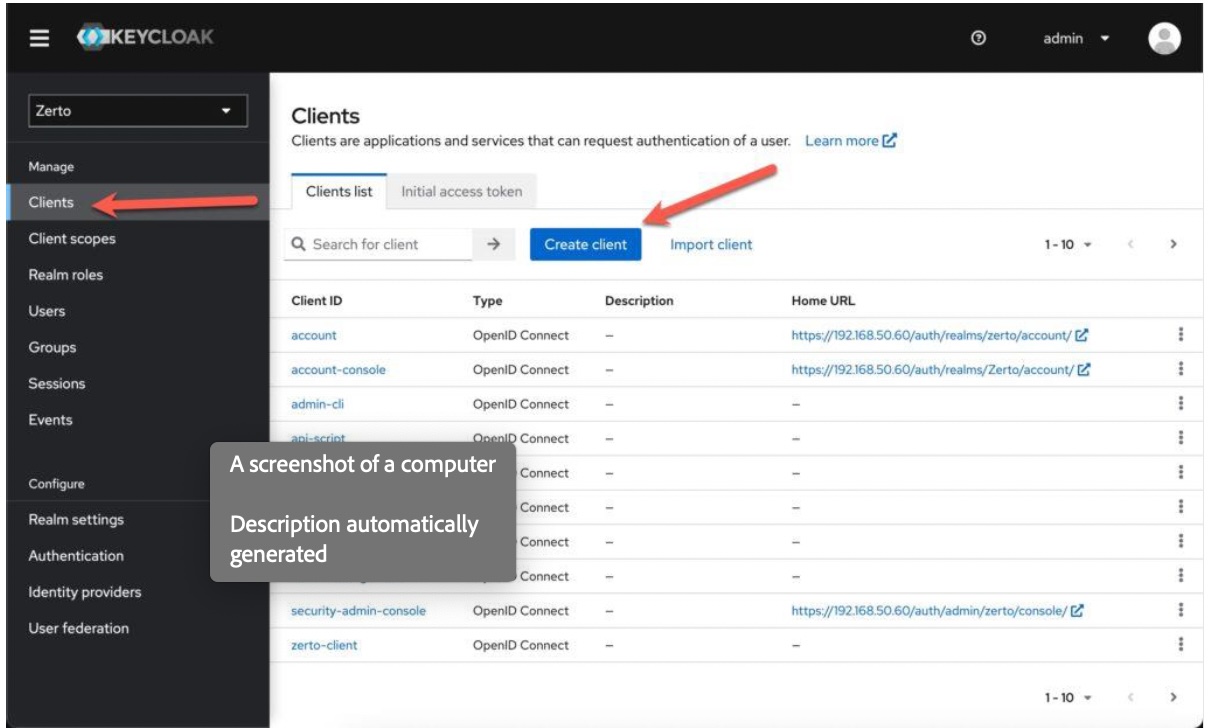 KEYCLOAK
admin
Zerto
Manage
Clients
Client scopes
Realm roles
Users
Groups
Sessions
Events
Configure
Realm settings
Authentication
Identity providers
User federation
Clients
Clients are applications and services that can request authentication of a user. Learn more
Clients list Initial access token
Search for client Create client Import client 1 - 10
Client ID Type Description Home URL
account OpenID Connect – https://192.168.50.60/auth/realms/zerto/account/
account-console OpenID Connect – https://192.168.50.60/auth/realms/Zerto/account/
admin-cli OpenID Connect – –
api-script OpenID Connect – –
Connect – –
Connect – –
Connect – –
Connect – –
security-admin-console OpenID Connect – https://192.168.50.60/auth/admin/zerto/console/
zerto-client OpenID Connect – –
1 - 10
A screenshot of a computer
Description automatically
generated